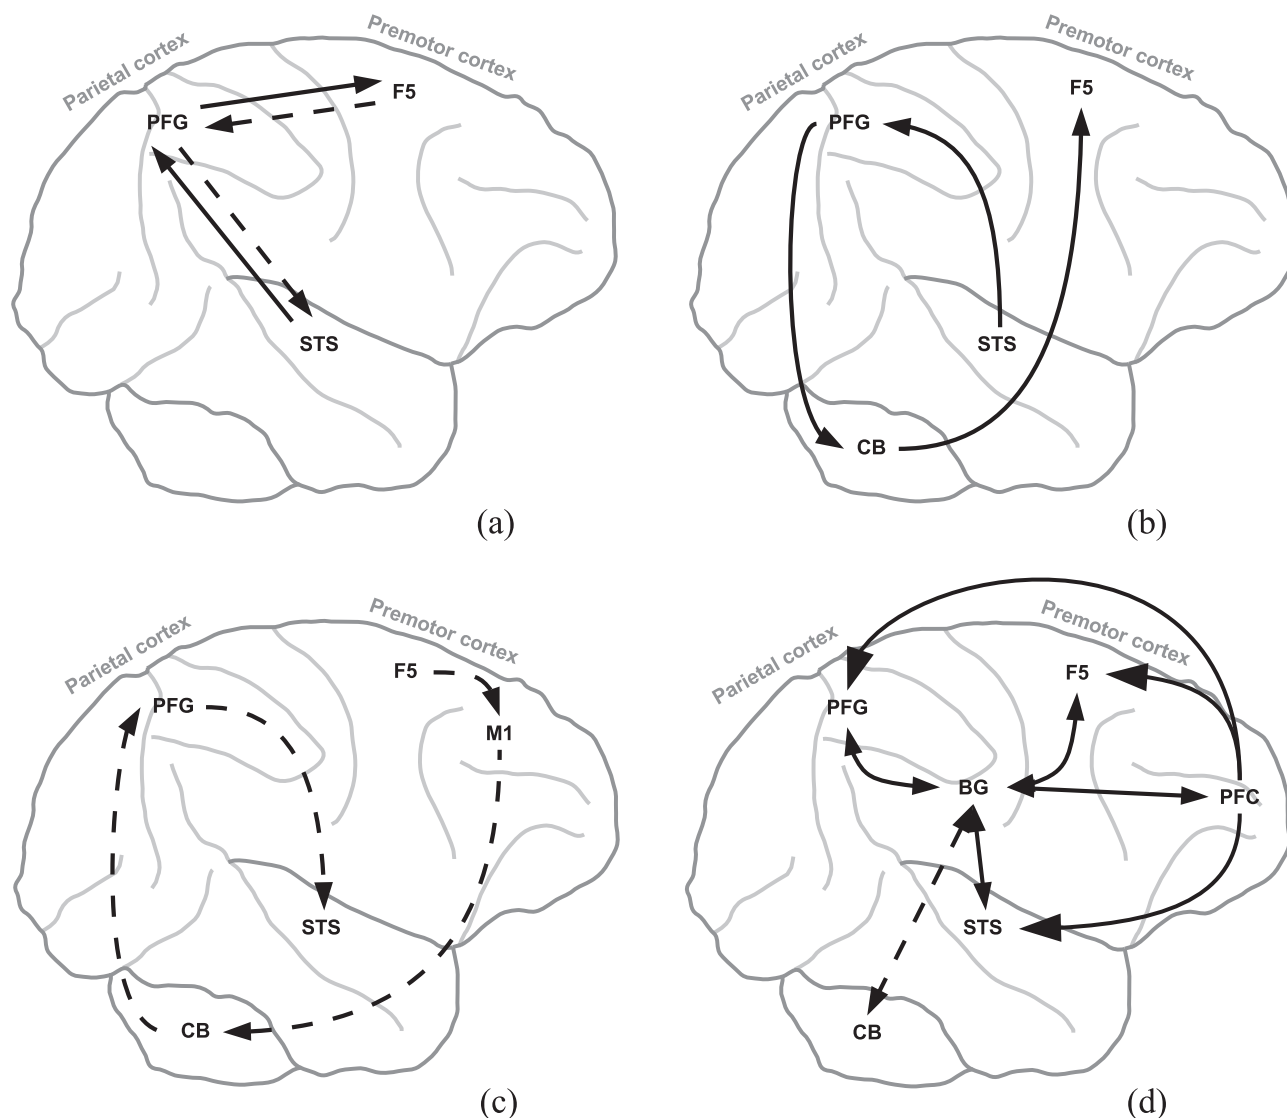 Parietal cortex
Premotor cortex
PFG
F5
STS
(a)
Parietal cortex
Premotor cortex
PFG
F5
STS
CB
(b)
Parietal cortex
Premotor cortex
F5
PFG
M1
STS
CB
(c)
Parietal cortex
Premotor cortex
F5
PFG
BG
PFC
STS
CB
(d)